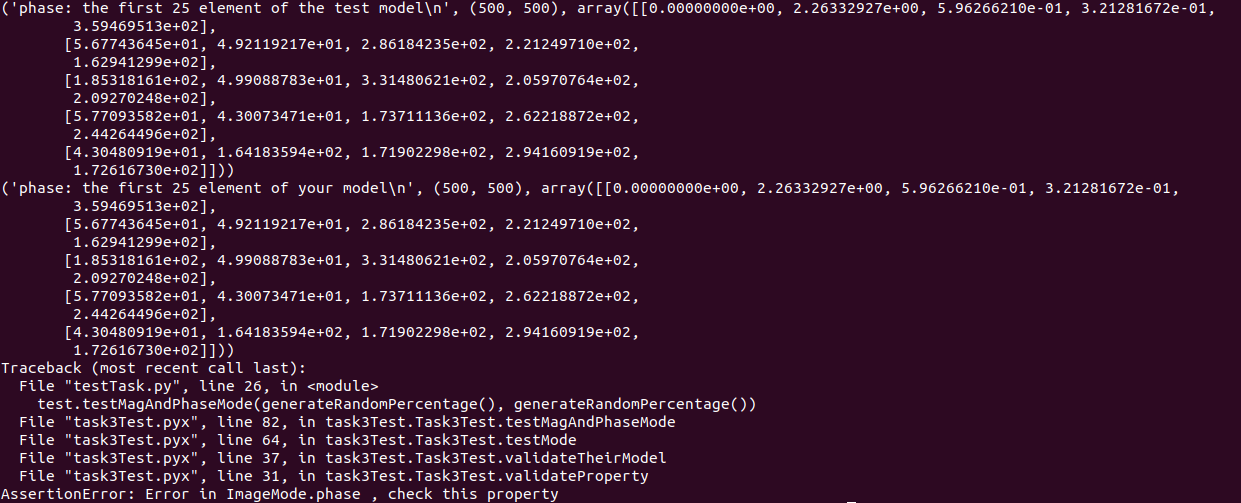 ('phase: the first 25 element of the test model\n', (500, 500), array([[0.00000000e+00, 2.26332927e+00, 5.96266210e-01, 3.21281672e-01,
        3.59469513e+02],
       [5.67743645e+01, 4.92119217e+01, 2.86184235e+02, 2.21249710e+02,
        1.62941299e+02],
       [1.85318161e+02, 4.99088783e+01, 3.31480621e+02, 2.05970764e+02,
        2.09270248e+02],
       [5.77093582e+01, 4.30073471e+01, 1.73711136e+02, 2.62218872e+02,
        2.44264496e+02],
       [4.30480919e+01, 1.64183594e+02, 1.71902298e+02, 2.94160919e+02,
        1.72616730e+02]]))
('phase: the first 25 element of your model\n', (500, 500), array([[0.00000000e+00, 2.26332927e+00, 5.96266210e-01, 3.21281672e-01,
        3.59469513e+02],
       [5.67743645e+01, 4.92119217e+01, 2.86184235e+02, 2.21249710e+02,
        1.62941299e+02],
       [1.85318161e+02, 4.99088783e+01, 3.31480621e+02, 2.05970764e+02,
        2.09270248e+02],
       [5.77093582e+01, 4.30073471e+01, 1.73711136e+02, 2.62218872e+02,
        2.44264496e+02],
       [4.30480919e+01, 1.64183594e+02, 1.71902298e+02, 2.94160919e+02,
        1.72616730e+02]]))
Traceback (most recent call last):
  File "testTask.py", line 26, in <module>
    test.testMagAndPhaseMode(generateRandomPercentage(), generateRandomPercentage())
  File "task3Test.pyx", line 82, in task3Test.Task3Test.testMagAndPhaseMode
  File "task3Test.pyx", line 64, in task3Test.Task3Test.testMode
  File "task3Test.pyx", line 37, in task3Test.Task3Test.validateTheirModel
  File "task3Test.pyx", line 31, in task3Test.Task3Test.validateProperty
AssertionError: Error in ImageMode.phase , check this property